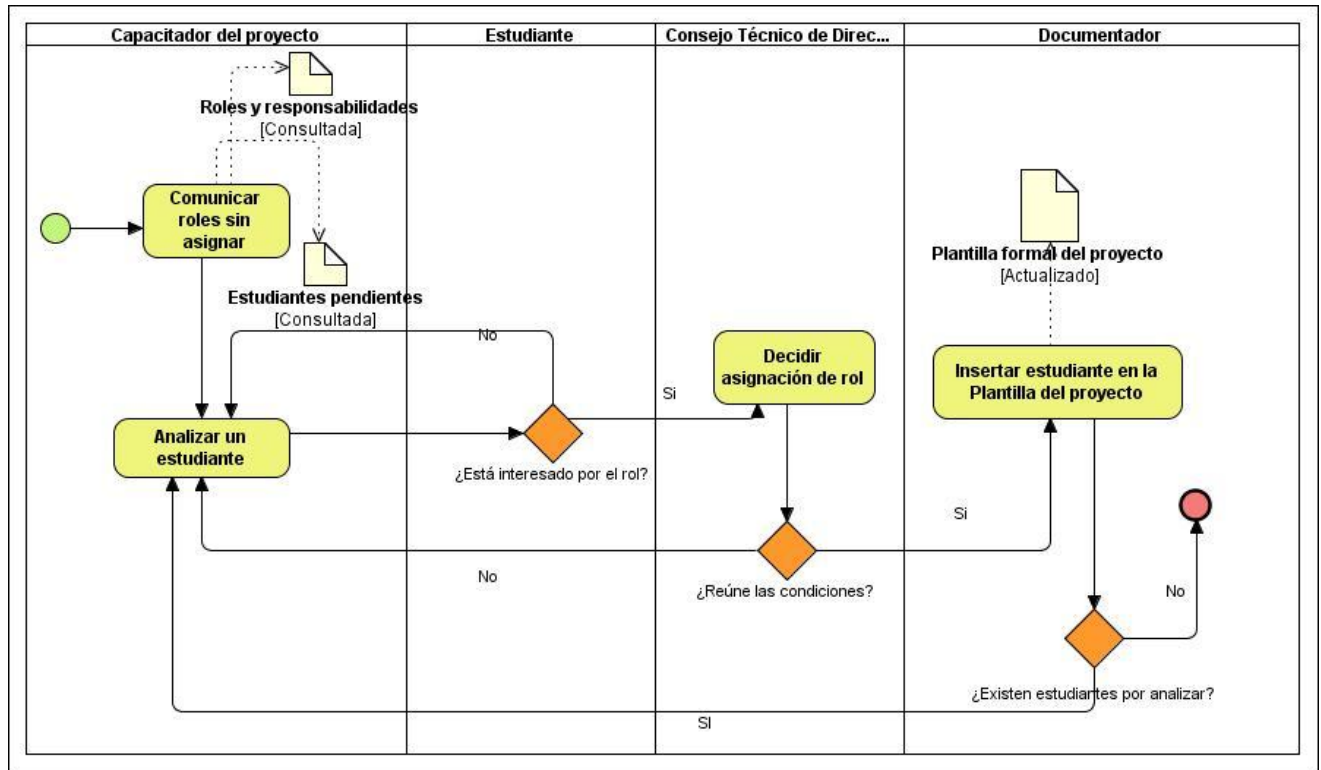 Capacitador del proyecto
Estudiante
Consejo Técnico de Direc...
Documentador
Roles y responsabilidades
[Consultada]
Comunicar
roles sin
asignar
Estudiantes pendientes
[Consultada]
Plantilla formal del proyecto
[Actualizado]
No
Decidir
asignación de rol
Insertar estudiante en la
Plantilla del proyecto
Si
Analizar un
estudiante
¿Está interesado por el rol?
Si
No
¿Reúne las condiciones?
No
¿Existen estudiantes por analizar?
SI